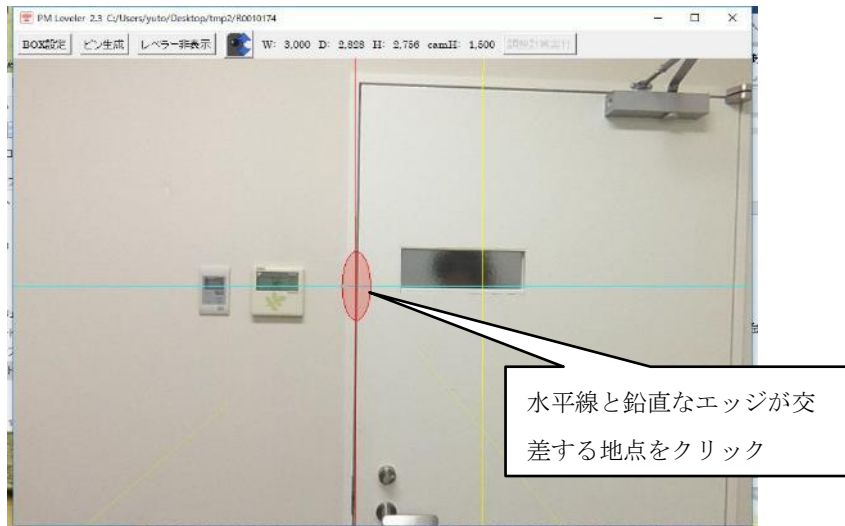 PM Leveler 2.3 C:/Users/yuto/Desktop/tmp2/R0010174
BOX設定 ピン生成 レベラー非表示 W: 3,000 D: 2,828 H: 2,756 camH: 1,500
水平線と鉛直なエッジが交
差する地点をクリック